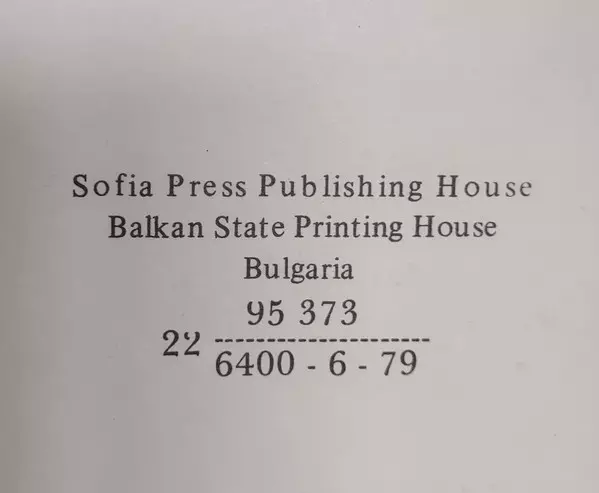 Sofia Press Publishing House
Balkan State Printing House
Bulgaria
95 373
22 ---------------------
6400 - 6 - 79